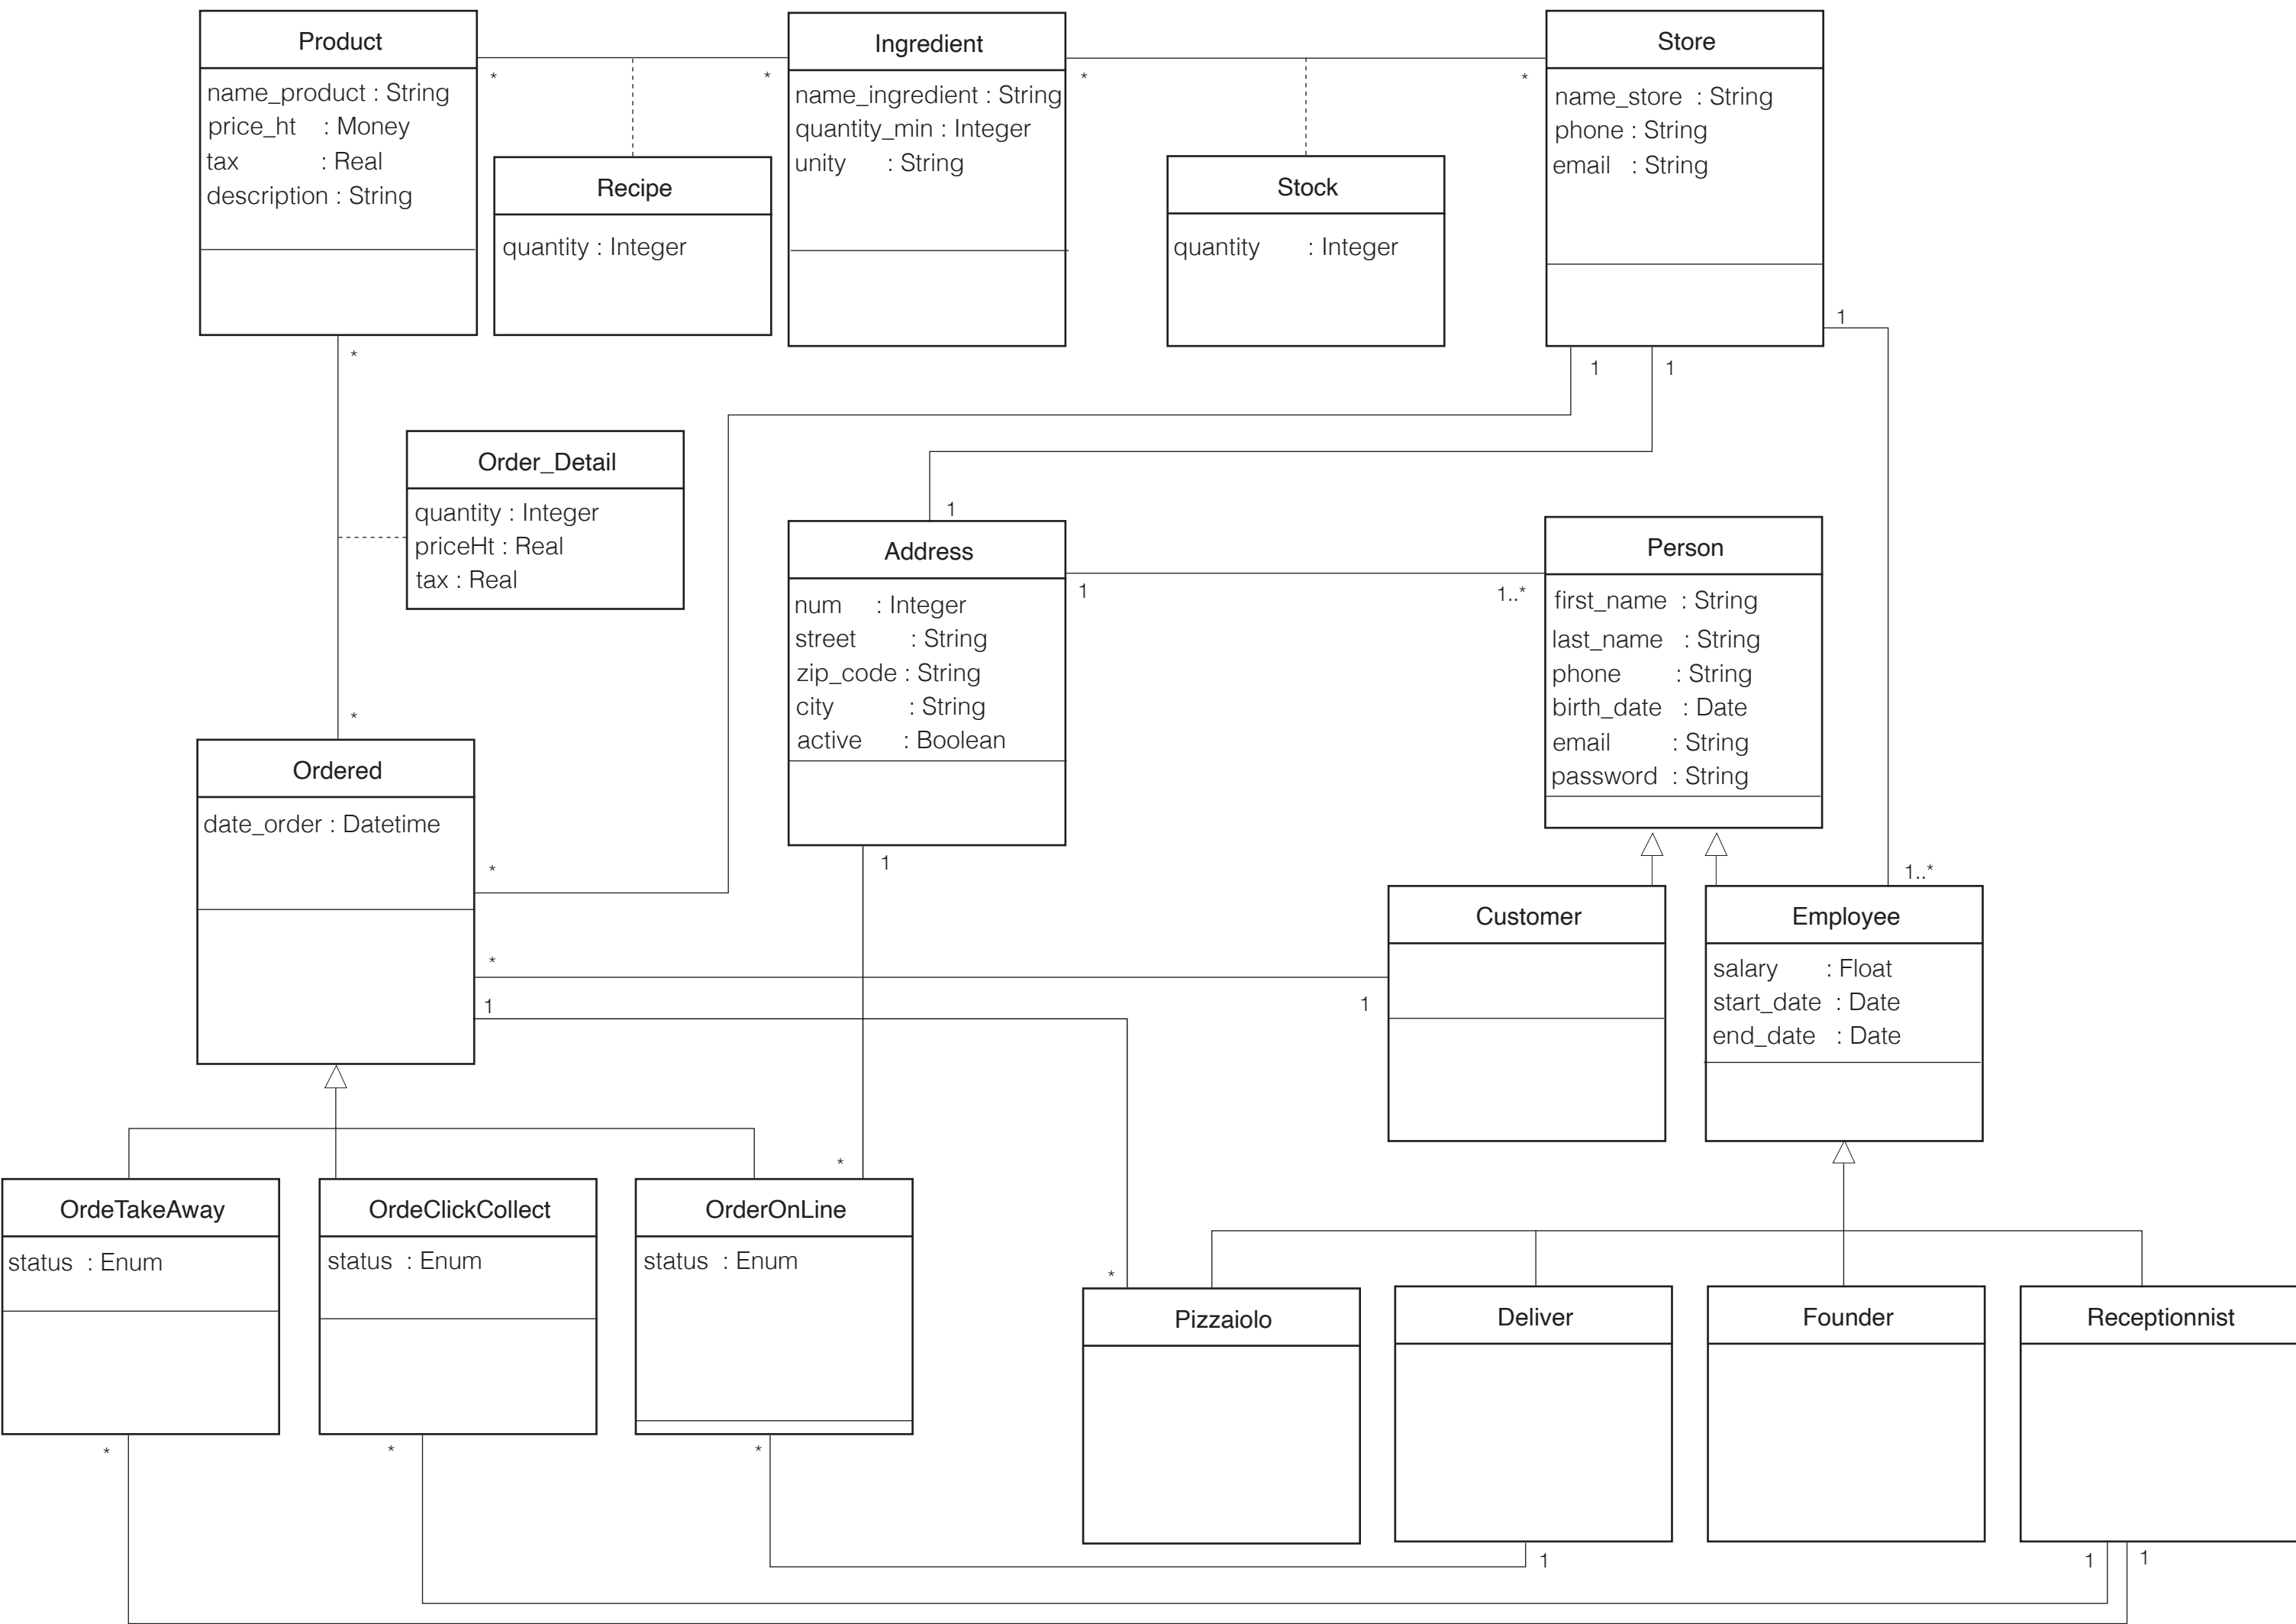 Product
name_product : String
price_ht : Money
tax : Real
description : String
*
*
Recipe
quantity : Integer
Ingredient
name_ingredient : String
quantity_min : Integer
unity : String
*
*
Stock
quantity : Integer
Store
name_store : String
phone : String
email : String
1
1
1
*
Order_Detail
quantity : Integer
priceHt : Real
tax : Real
*
1
Address
num : Integer
street : String
zip_code : String
city : String
active : Boolean
1
1..*
Person
first_name : String
last_name : String
phone : String
birth_date : Date
email : String
password : String
Ordered
date_order : Datetime
*
1
1..*
*
1
1
Customer
Employee
salary : Float
start_date : Date
end_date : Date
*
OrdeTakeAway
status : Enum
OrdeClickCollect
status : Enum
OrderOnLine
status : Enum
*
Pizzaiolo
Deliver
Founder
Receptionnist
*
*
*
1
1
1